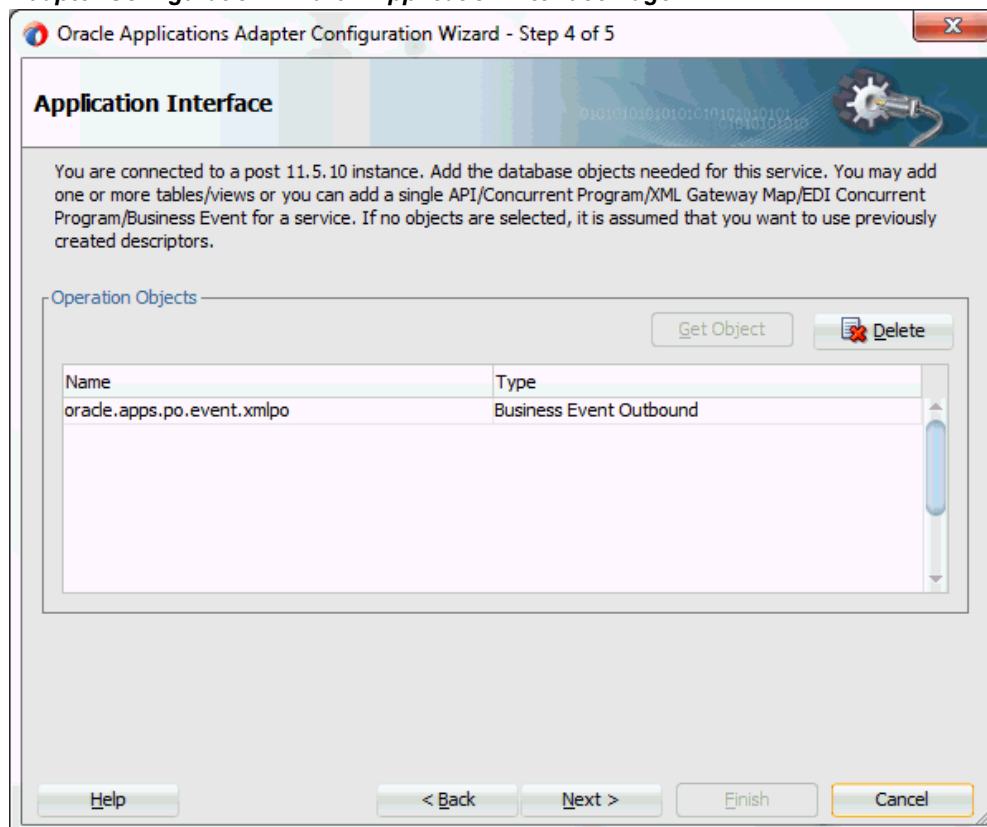 Oracle Applications Adapter Configuration Wizard - Step 4 of 5
Application Interface
You are connected to a post 11.5.10 instance. Add the database objects needed for this service. You may add
one or more tables/views or you can add a single API/Concurrent Program/XML Gateway Map/EDI Concurrent
Program/Business Event for a service. If no objects are selected, it is assumed that you want to use previously
created descriptors.
Operation Objects
Get Object Delete
Name Type
oracle.apps.po.event.xmlpo Business Event Outbound
Help < Back Next > Finish Cancel